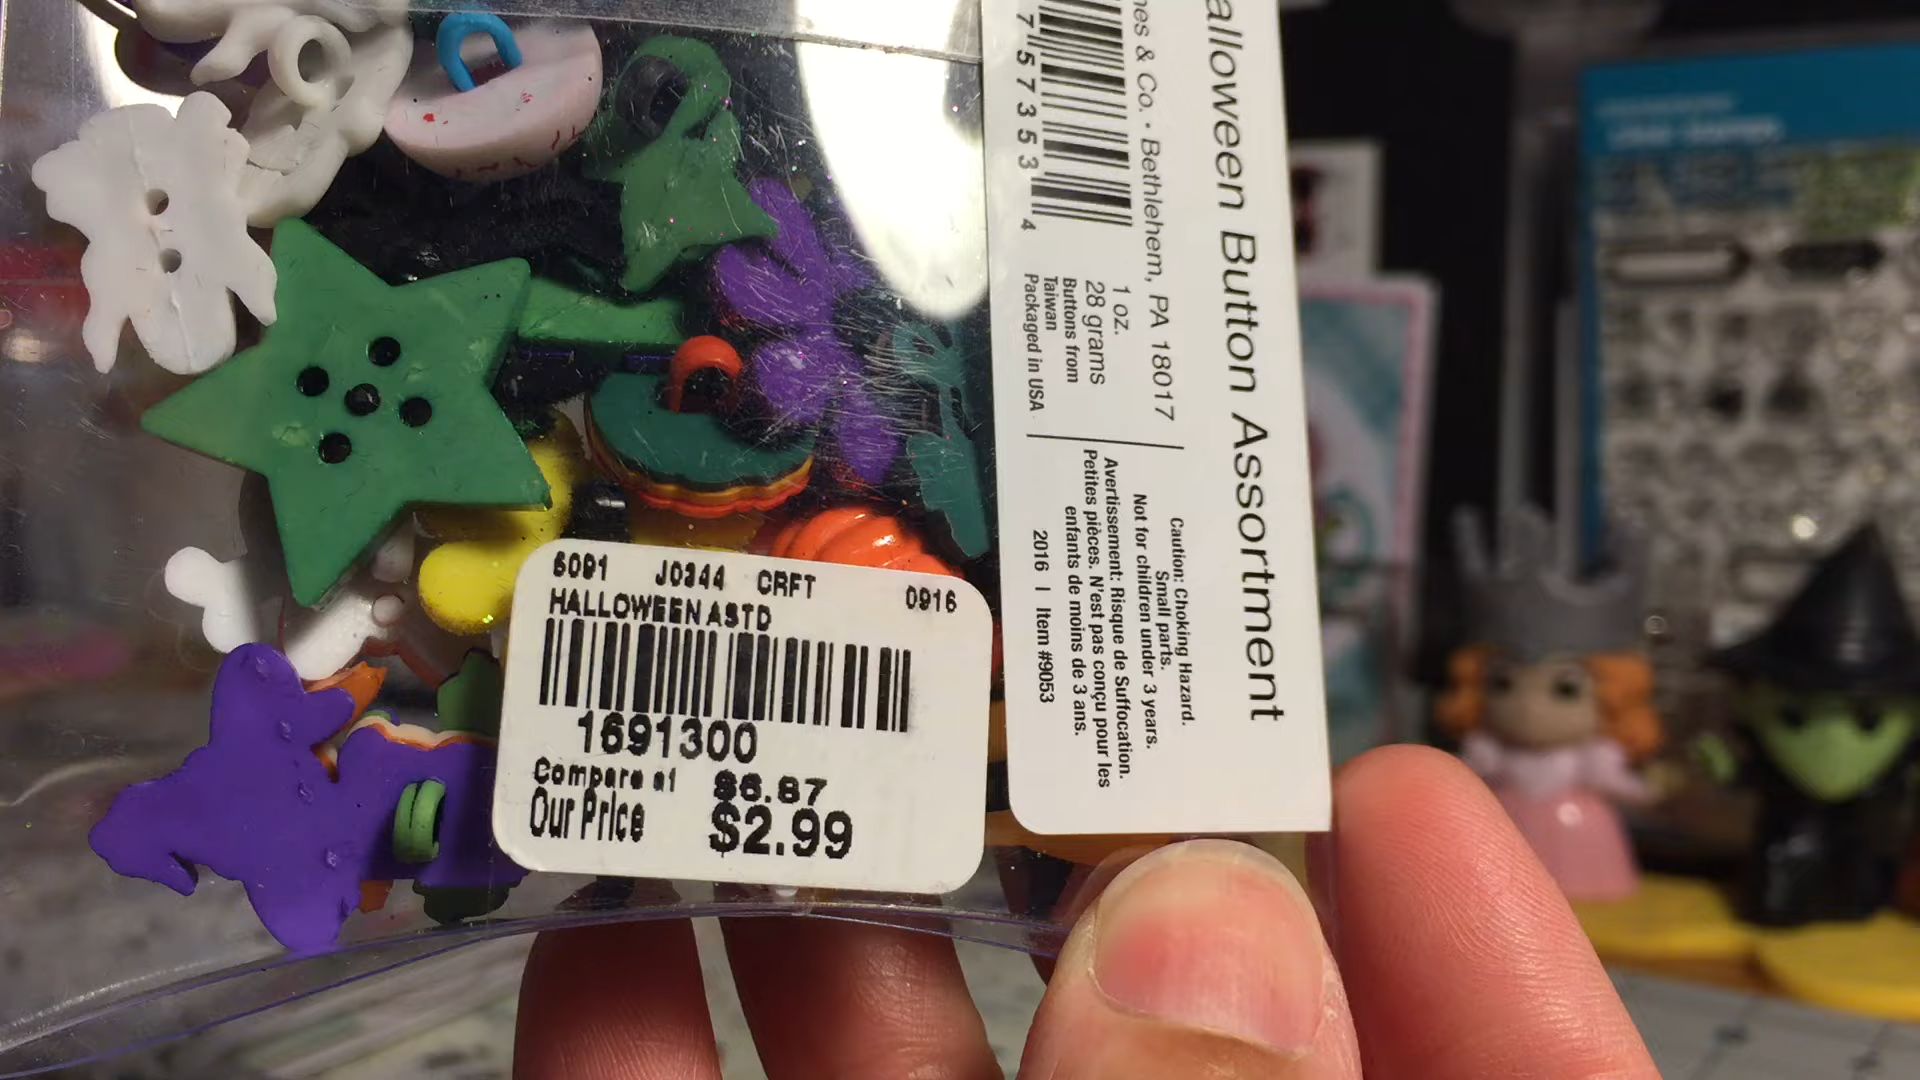 6091 J0344 CRFT 0916
HALLOWEEN ASTD
1691300
Compare at $6.87
Our Price $2.99
alloween Button Assortment
nes & Co. • Bethlehem, PA 18017
1 oz.
28 grams
Buttons from
Taiwan
Packaged in USA
7 57353 4
Caution: Choking Hazard.
Small parts.
Not for children under 3 years.
Avertissement: Risque de Suffocation.
Petites pièces. N'est pas conçu pour les
enfants de moins de 3 ans.
2016 I Item #9053